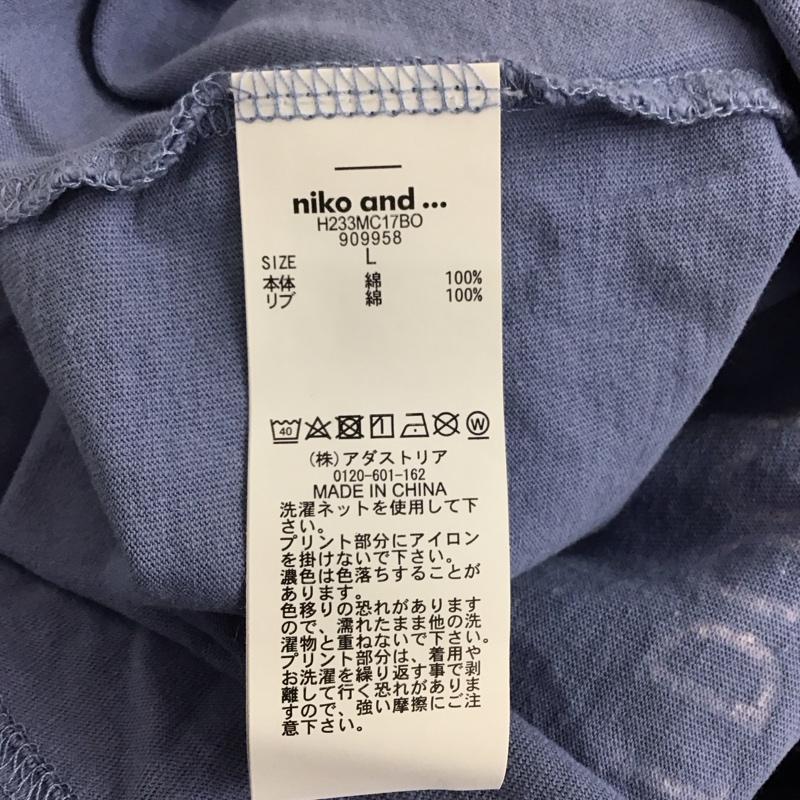 niko and ...
H233MC17BO
909958
SIZE L
本体 綿 100%
リブ 綿 100%
40 W
(株)アダストリア
0120-601-162
MADE IN CHINA
洗濯ネットを使用して下
さい。
プリント部分にアイロン
を掛けないで下さい。
濃色は色落ちすることが
あります。
色移りの恐れがあります
ので、濡れたまま他の洗
濯物と重ねないで下さい。
プリント部分は、着用や
お洗濯を繰り返す事で剥
離して行く恐れがありま
すので、強い摩擦にご注
意下さい。